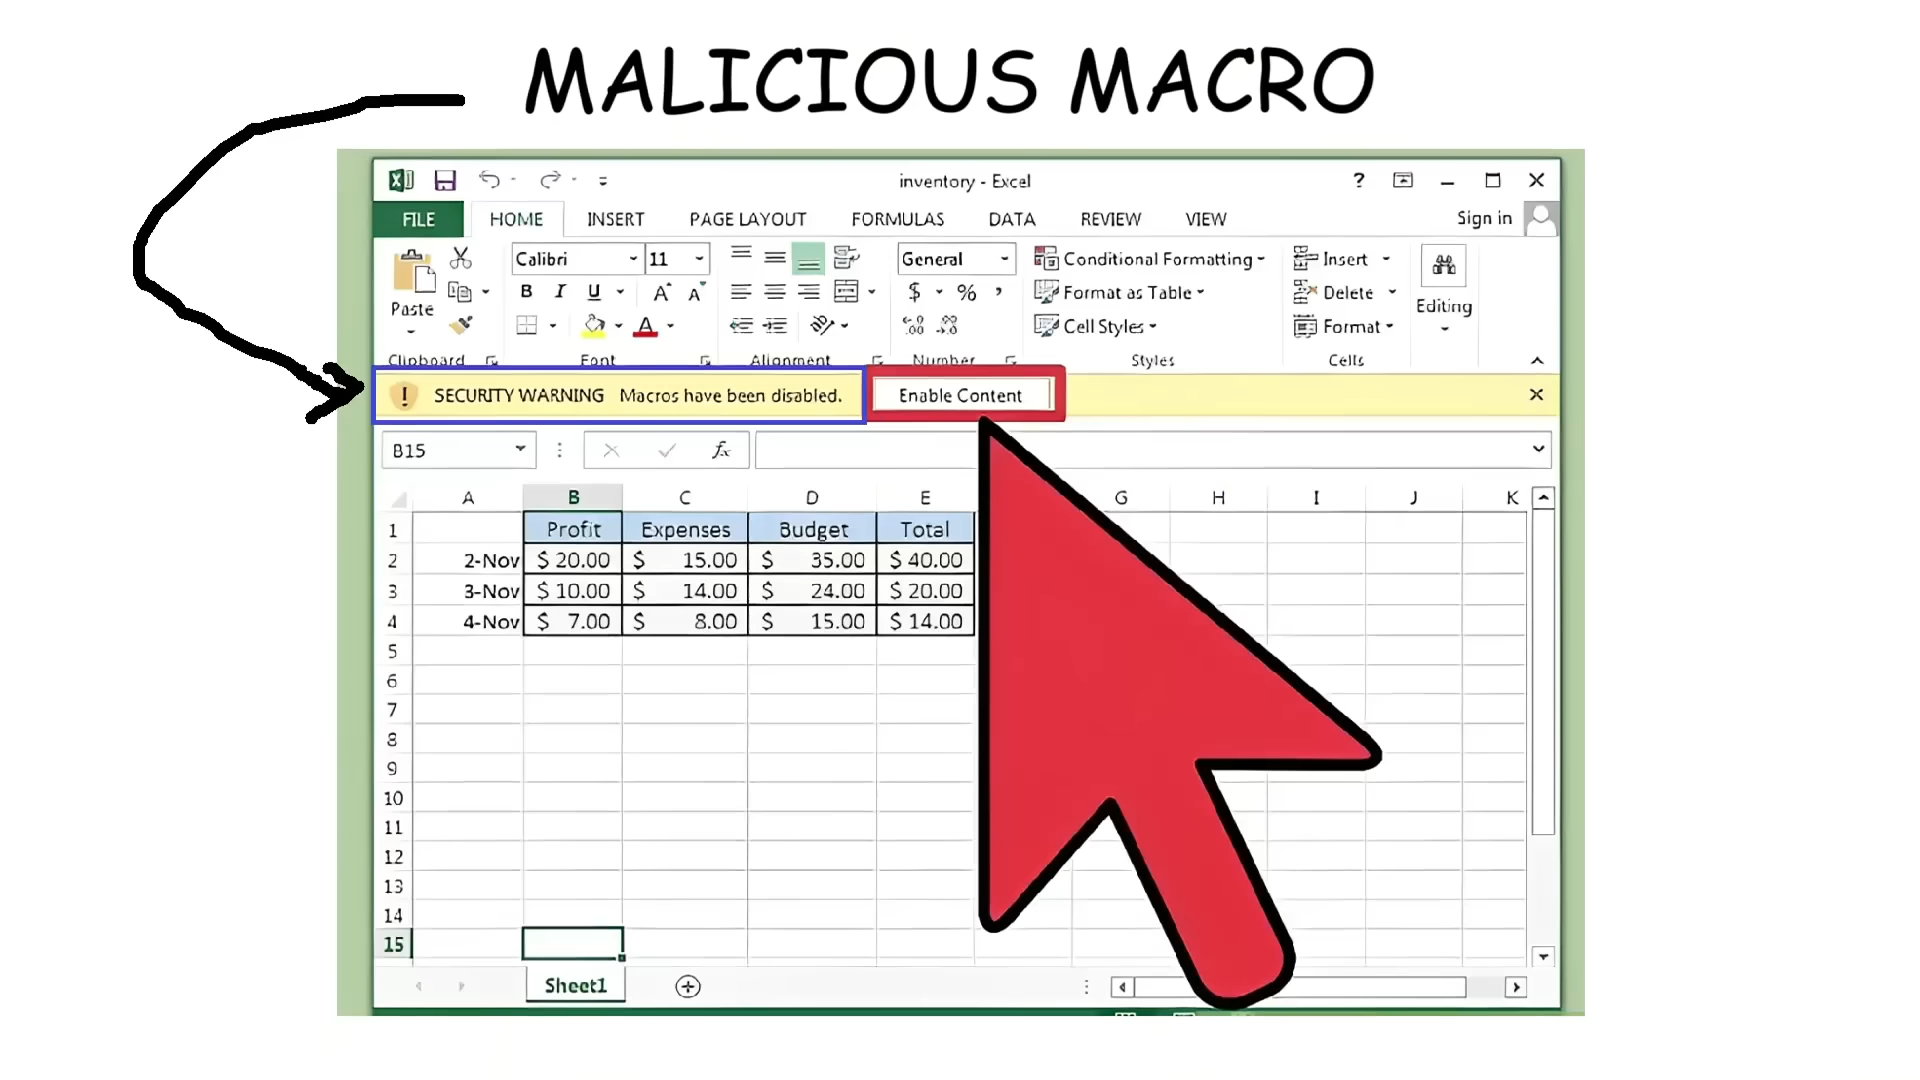 MALICIOUS MACRO
inventory - Excel
?
FILE HOME INSERT PAGE LAYOUT FORMULAS DATA REVIEW VIEW Sign in
Calibri 11 General Conditional Formatting Insert
Paste B I U A A $ % , Format as Table Delete Editing
A Cell Styles Format
Clipboard Font Alignment Number Styles Cells
! SECURITY WARNING Macros have been disabled. Enable Content
B15 fx
A B C D E G H I J K
1 Profit Expenses Budget Total
2 2-Nov $ 20.00 $ 15.00 $ 35.00 $ 40.00
3 3-Nov $ 10.00 $ 14.00 $ 24.00 $ 20.00
4 4-Nov $ 7.00 $ 8.00 $ 15.00 $ 14.00
5
6
7
8
9
10
11
12
13
14
15
Sheet1